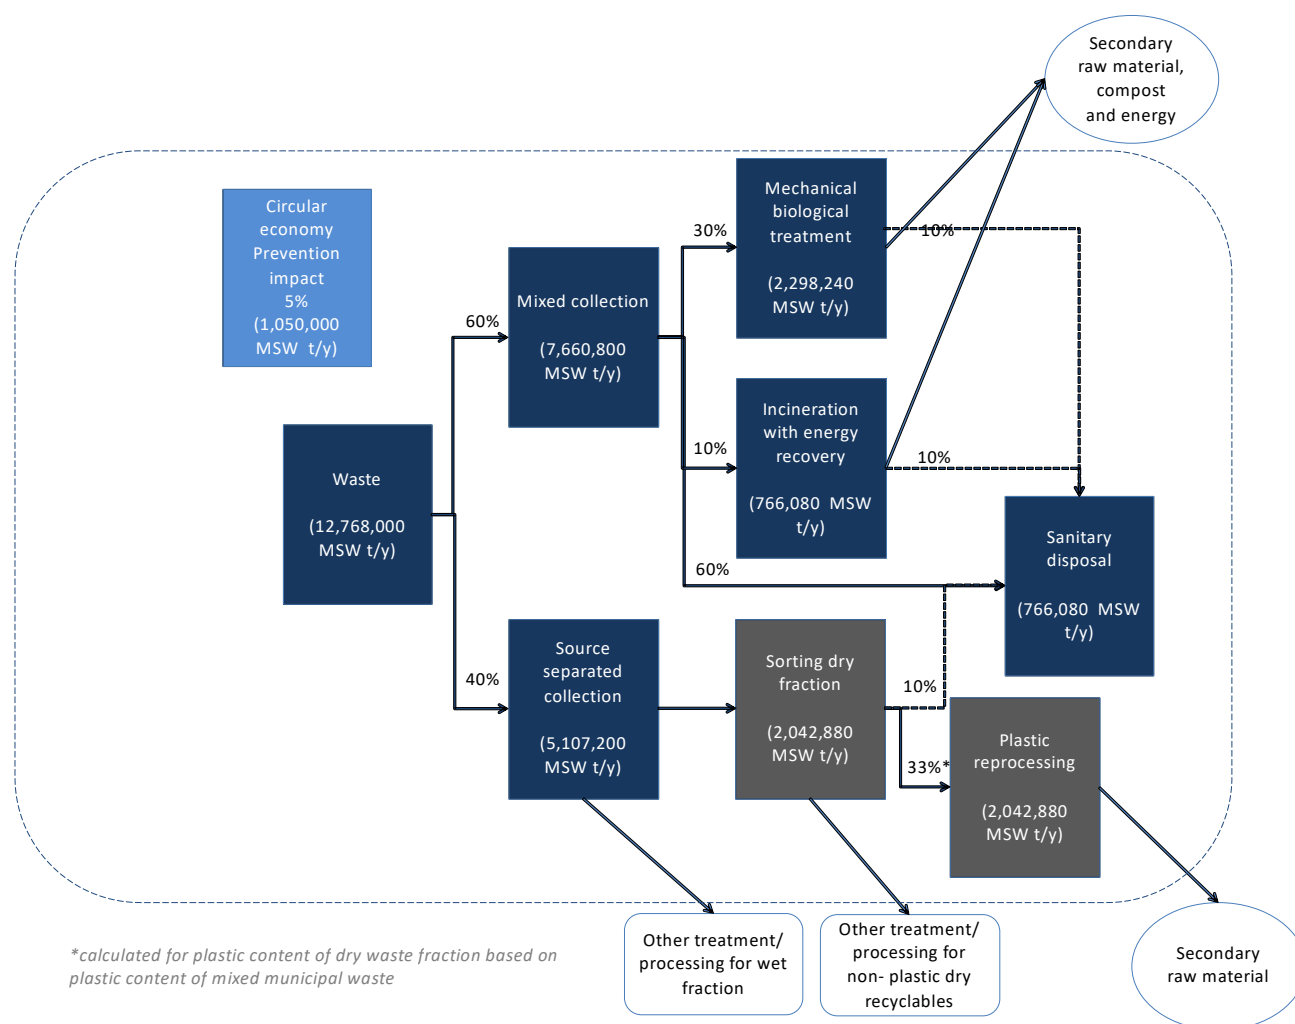 Secondary
raw material,
compost
and energy
Circular
economy
Prevention
impact
5%
(1,050,000
MSW t/y)
Mechanical
biological
treatment
(2,298,240
MSW t/y)
30%
10%
Mixed collection
(7,660,800
MSW t/y)
60%
Incineration
with energy
recovery
(766,080 MSW
t/y)
10%
10%
Waste
(12,768,000
MSW t/y)
Sanitary
disposal
(766,080 MSW
t/y)
60%
Source
separated
collection
(5,107,200
MSW t/y)
40%
Sorting dry
fraction
(2,042,880
MSW t/y)
10%
33%*
Plastic
reprocessing
(2,042,880
MSW t/y)
Other treatment/
processing for wet
fraction
Other treatment/
processing for
non- plastic dry
recyclables
Secondary
raw material
*calculated for plastic content of dry waste fraction based on
plastic content of mixed municipal waste